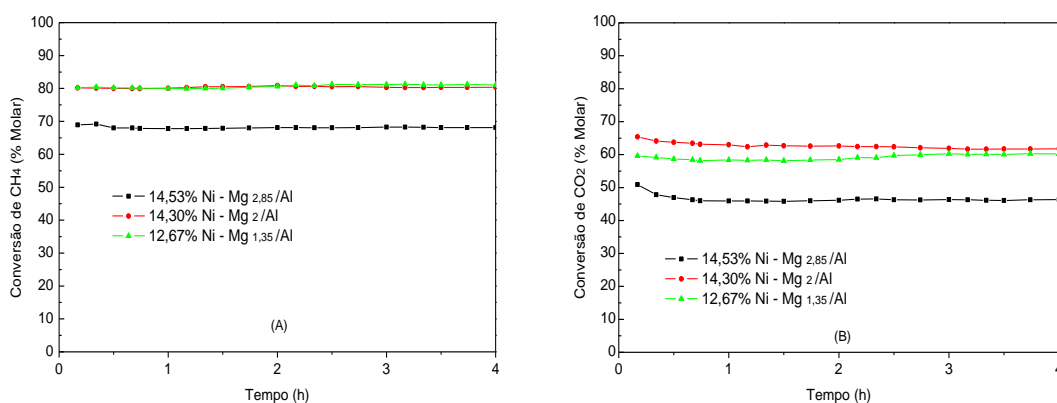 100
90
80
70
60
50
40
30
20
10
0
Conversão de CH4 (% Molar)
14,53% Ni - Mg 2,85/Al
14,30% Ni - Mg 2/Al
12,67% Ni - Mg 1,35/Al
(A)
0 1 2 3 4
Tempo (h)
100
90
80
70
60
50
40
30
20
10
0
Conversão de CO2 (% Molar)
14,53% Ni - Mg 2,85/Al
14,30% Ni - Mg 2/Al
12,67% Ni - Mg 1,35/Al
(B)
0 1 2 3 4
Tempo (h)